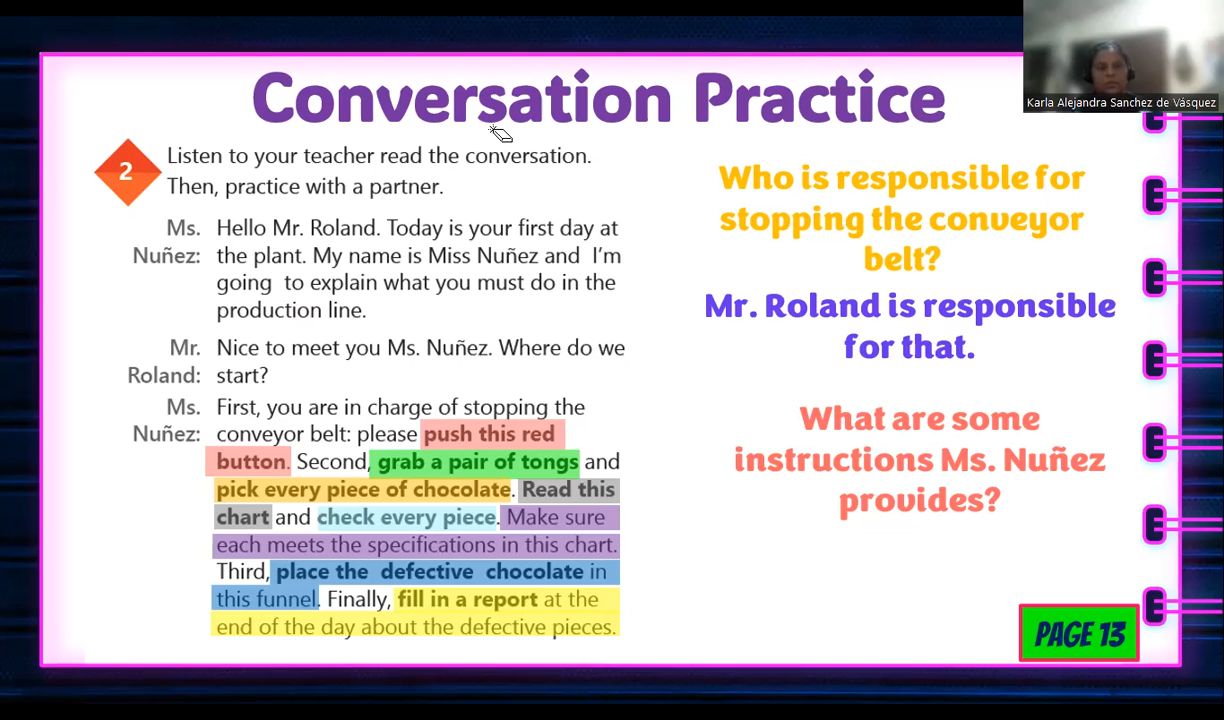 Conversation Practice
Karla Alejandra Sanchez de Vásquez
2
Listen to your teacher read the conversation.
Then, practice with a partner.
Ms. Hello Mr. Roland. Today is your first day at
Nuñez: the plant. My name is Miss Nuñez and I'm
going to explain what you must do in the
production line.
Mr. Nice to meet you Ms. Nuñez. Where do we
Roland: start?
Ms. First, you are in charge of stopping the
Nuñez: conveyor belt: please push this red
button. Second, grab a pair of tongs and
pick every piece of chocolate. Read this
chart and check every piece. Make sure
each meets the specifications in this chart.
Third, place the defective chocolate in
this funnel. Finally, fill in a report at the
end of the day about the defective pieces.
Who is responsible for
stopping the conveyor
belt?
Mr. Roland is responsible
for that.
What are some
instructions Ms. Nuñez
provides?
PAGE 13